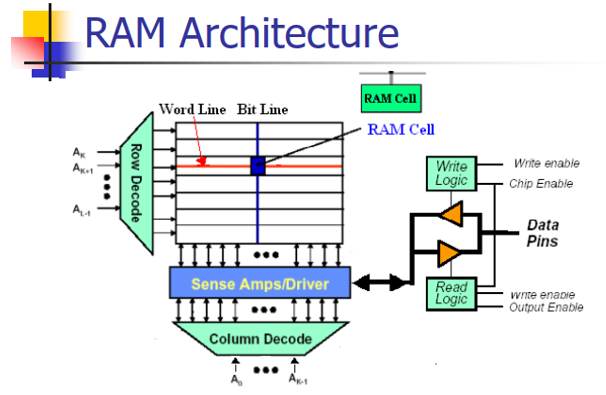 RAM Architecture
RAM Cell
Word Line Bit Line
RAM Cell
Row Decode
AK
AK+1
AL-1
Write Logic
Write enable
Chip Enable
Data
Pins
Sense Amps/Driver
Read
Logic
Write enable
Output Enable
Column Decode
A0
AK-1